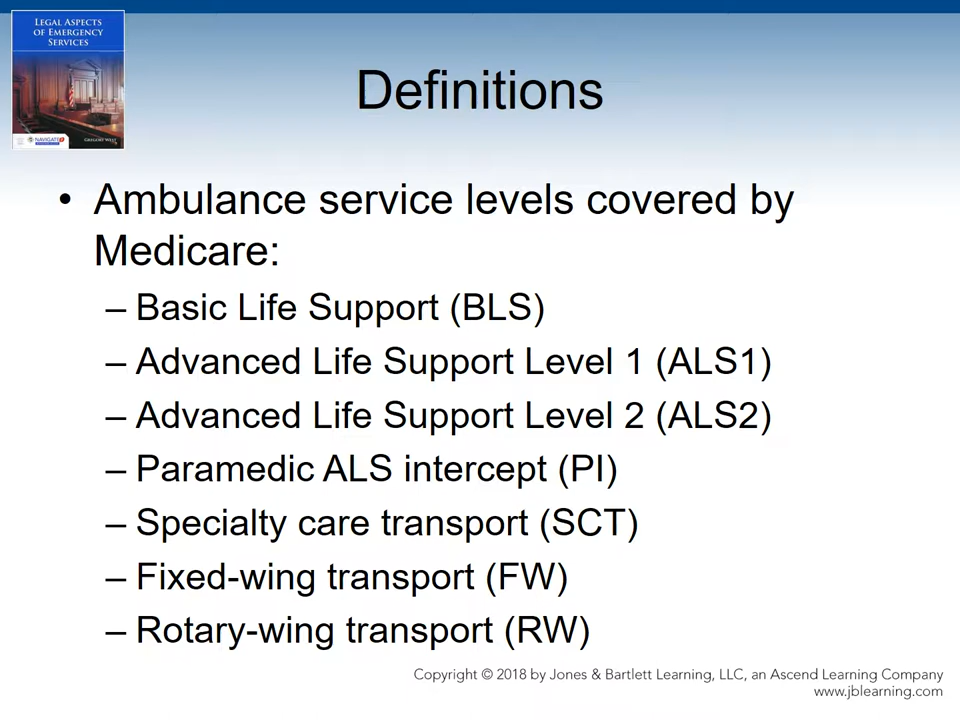 LEGAL ASPECTS
OF EMERGENCY
SERVICES
NAVIGATE
GREGORY WEST
Definitions
• Ambulance service levels covered by
Medicare:
– Basic Life Support (BLS)
– Advanced Life Support Level 1 (ALS1)
– Advanced Life Support Level 2 (ALS2)
– Paramedic ALS intercept (PI)
– Specialty care transport (SCT)
– Fixed-wing transport (FW)
– Rotary-wing transport (RW)
Copyright © 2018 by Jones & Bartlett Learning, LLC, an Ascend Learning Company
www.jblearning.com